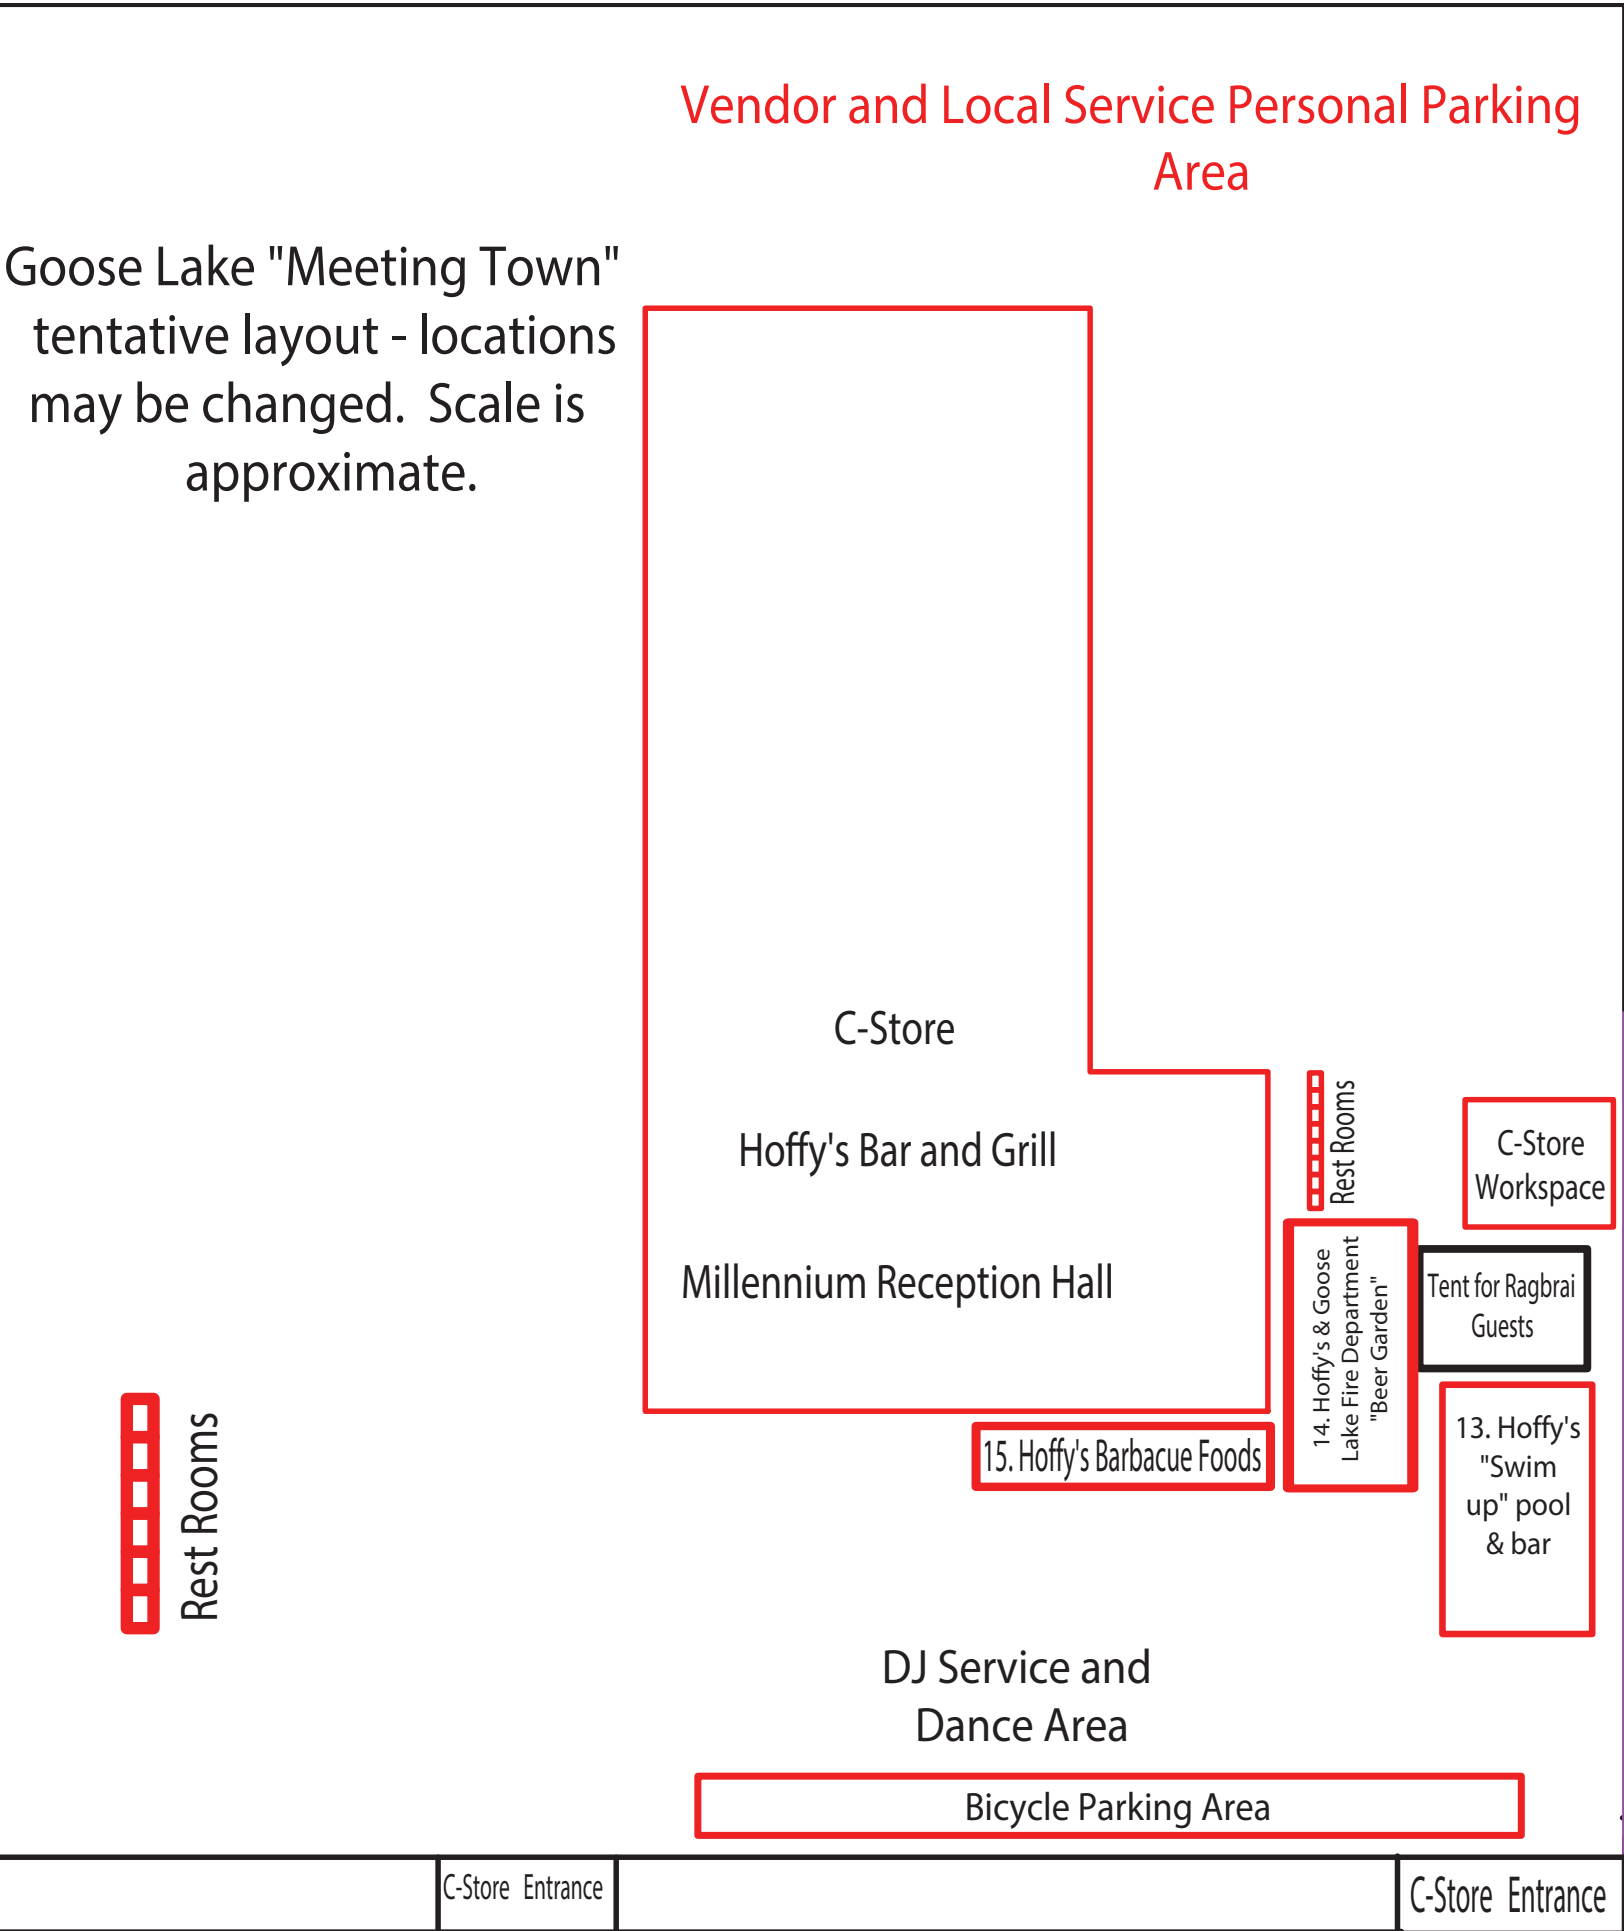 Vendor and Local Service Personal Parking
Area
Goose Lake "Meeting Town"
tentative layout - locations
may be changed.  Scale is
approximate.
C-Store
Hoffy's Bar and Grill
Millennium Reception Hall
Rest Rooms
C-Store
Workspace
14. Hoffy's & Goose
Lake Fire Department
"Beer Garden"
Tent for Ragbrai
Guests
15. Hoffy's Barbacue Foods
13. Hoffy's
"Swim
up" pool
& bar
Rest Rooms
DJ Service and
Dance Area
Bicycle Parking Area
C-Store Entrance
C-Store Entrance